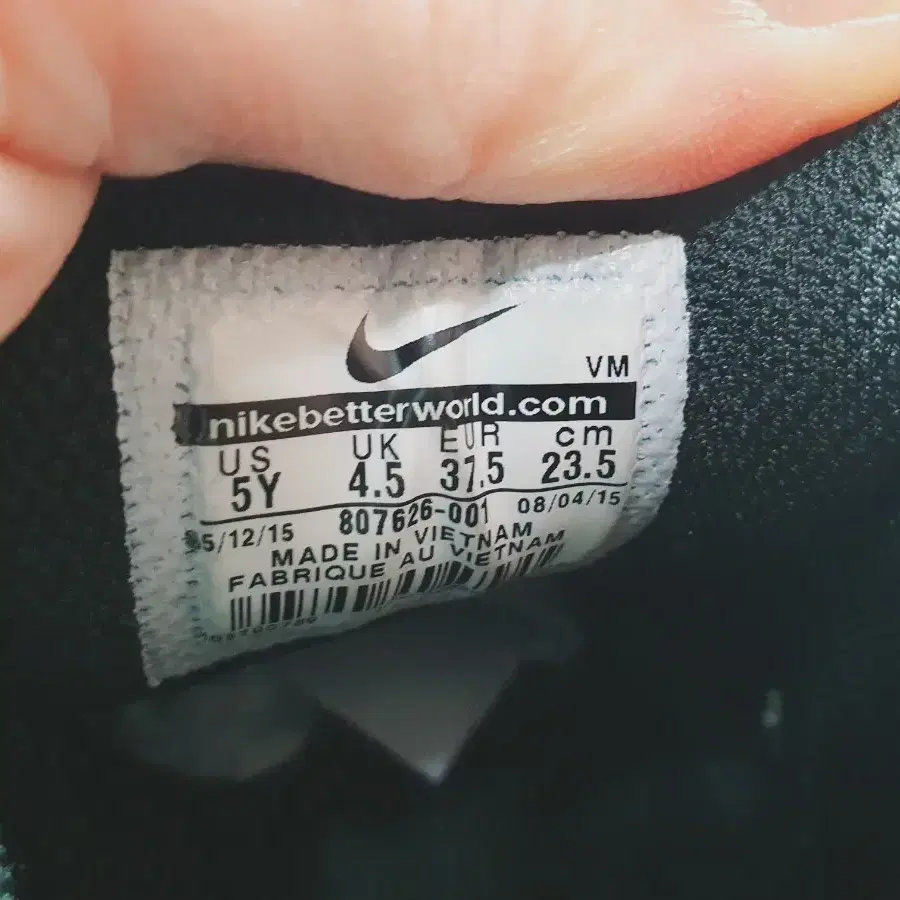 VM
nikebetterworld.com
US UK EUR cm
5Y 4.5 37.5 23.5
5/12/15 807626-001 08/04/15
MADE IN VIETNAM
FABRIQUE AU VIETNAM